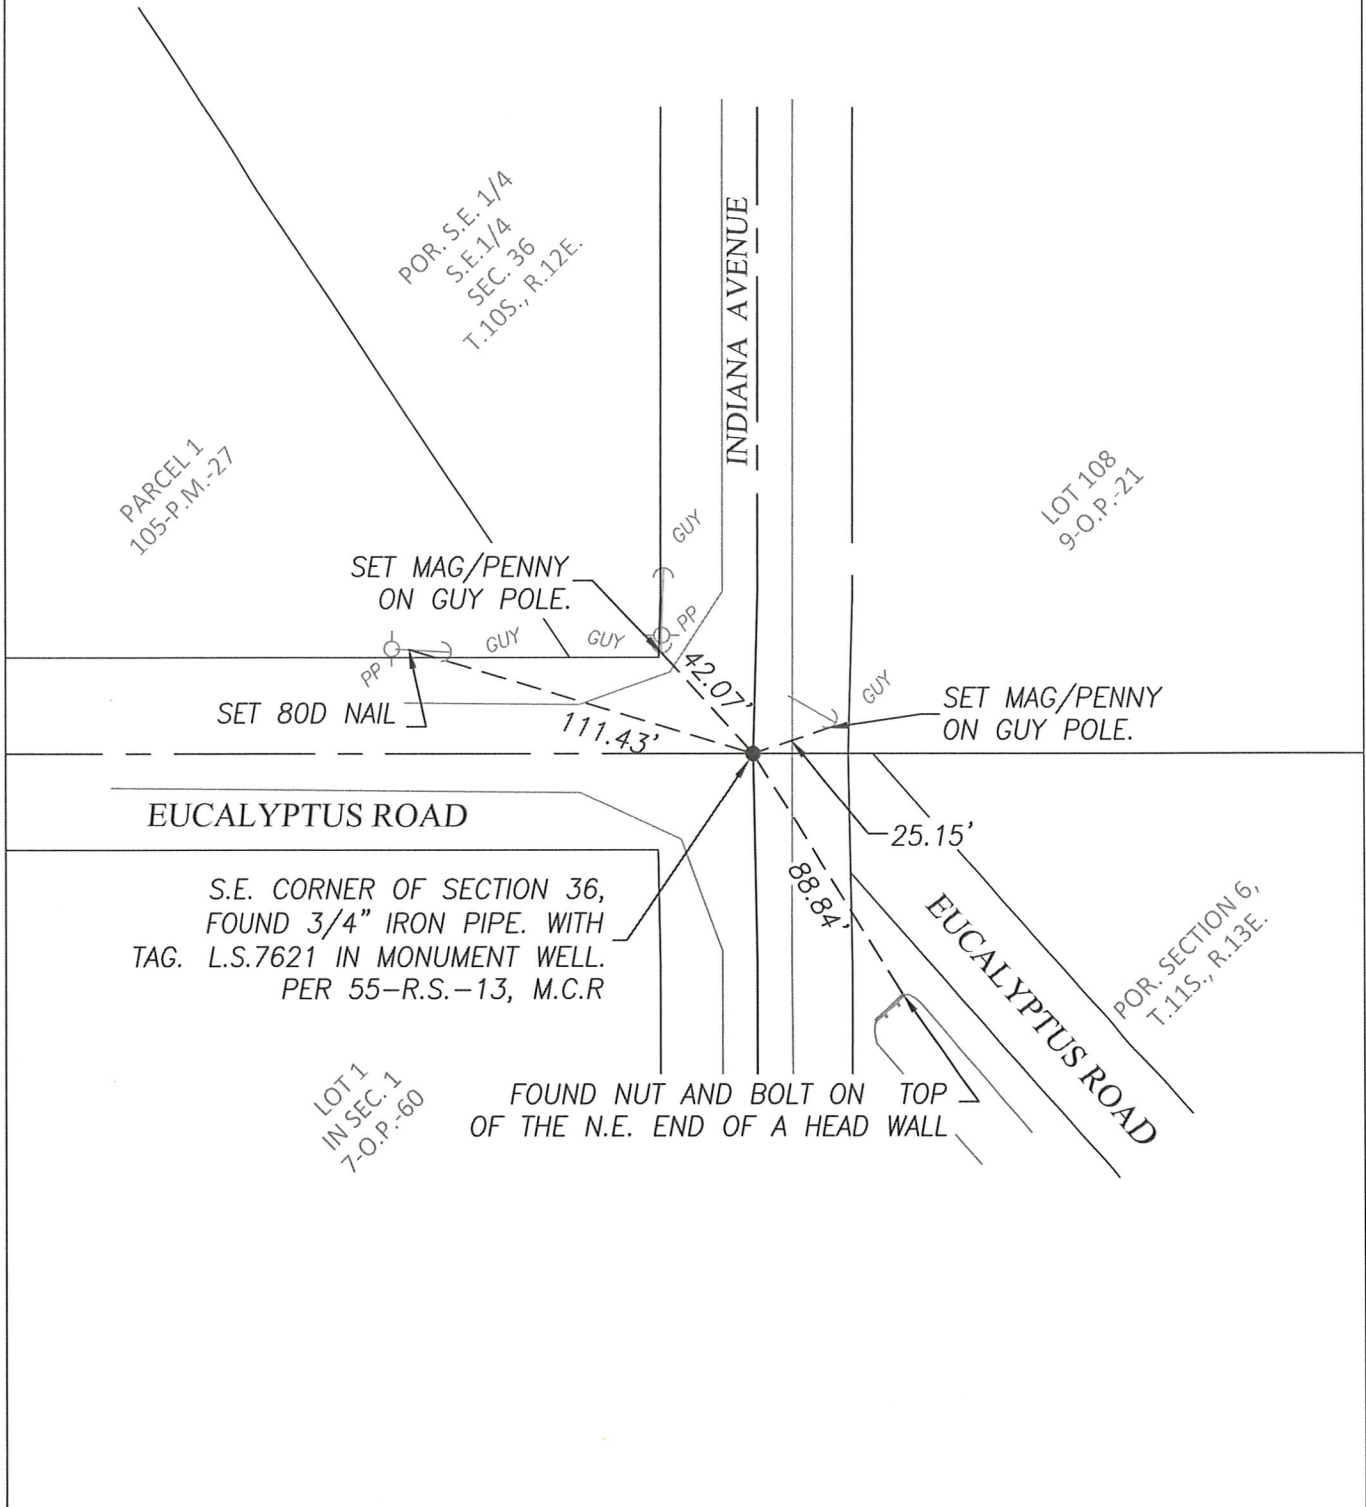 POR. S.E. 1/4
S.E.1/4
SEC. 36
T.10S., R.12E.
INDIANA AVENUE
PARCEL 1
105-P.M.-27
LOT 108
9-O.P.-21
GUY
SET MAG/PENNY
ON GUY POLE.
PP
GUY
GUY
PP
42.07'
GUY
SET 80D NAIL
111.43'
SET MAG/PENNY
ON GUY POLE.
EUCALYPTUS ROAD
25.15'
88.84'
S.E. CORNER OF SECTION 36,
FOUND 3/4" IRON PIPE. WITH
TAG. L.S.7621 IN MONUMENT WELL.
PER 55-R.S.-13, M.C.R
EUCALYPTUS ROAD
POR. SECTION 6,
T.11S., R.13E.
LOT 1
IN SEC. 1
7-O.P.-60
FOUND NUT AND BOLT ON TOP
OF THE N.E. END OF A HEAD WALL